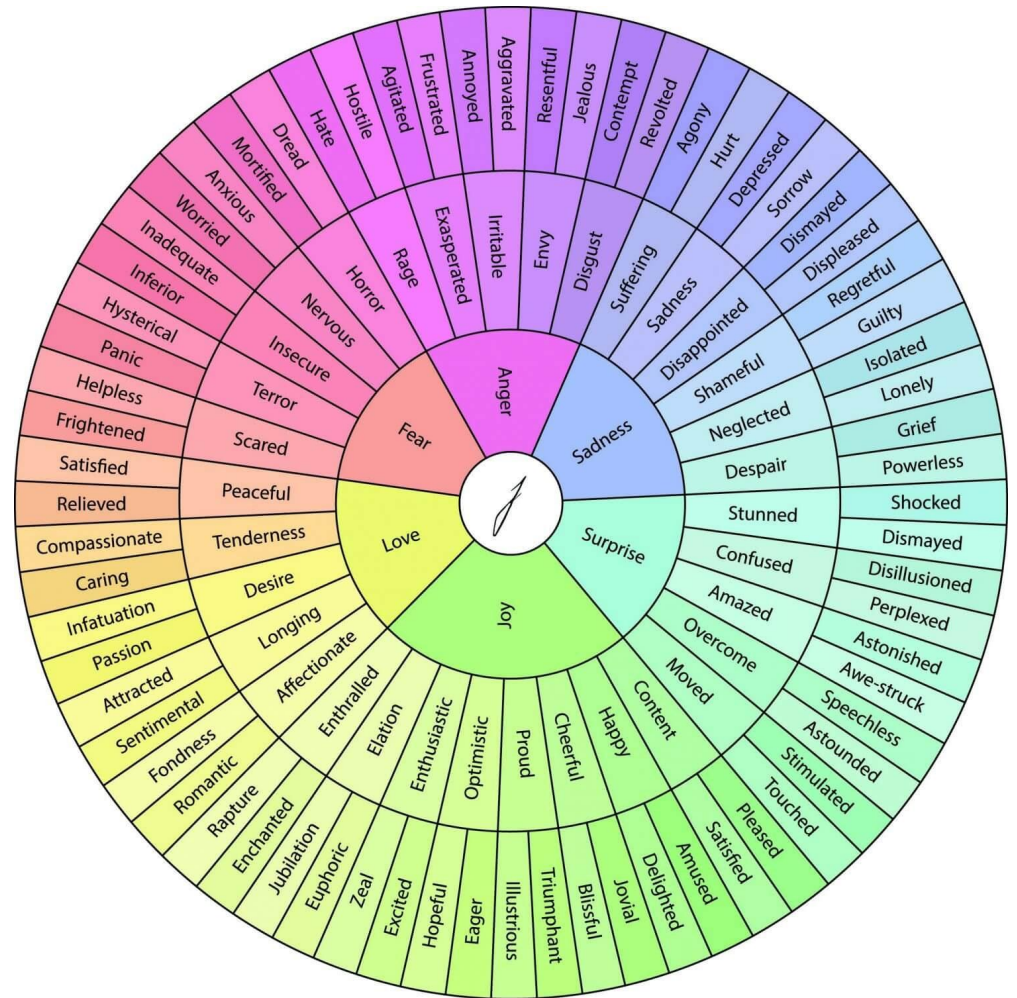 Anger
Sadness
Surprise
Joy
Love
Fear
Rage
Exasperated
Irritable
Envy
Disgust
Suffering
Sadness
Disappointed
Shameful
Neglected
Despair
Stunned
Confused
Amazed
Overcome
Moved
Content
Happy
Cheerful
Proud
Optimistic
Enthusiastic
Elation
Enthralled
Affectionate
Longing
Desire
Tenderness
Peaceful
Scared
Terror
Insecure
Nervous
Horror
Hate
Hostile
Agitated
Frustrated
Annoyed
Aggravated
Resentful
Jealous
Contempt
Revolted
Agony
Hurt
Depressed
Sorrow
Dismayed
Displeased
Regretful
Guilty
Isolated
Lonely
Grief
Powerless
Shocked
Dismayed
Disillusioned
Perplexed
Astonished
Awe-struck
Speechless
Astounded
Stimulated
Touched
Pleased
Satisfied
Amused
Delighted
Jovial
Blissful
Triumphant
Illustrious
Eager
Hopeful
Excited
Zeal
Euphoric
Jubilation
Enchanted
Rapture
Romantic
Fondness
Sentimental
Attracted
Passion
Infatuation
Caring
Compassionate
Relieved
Satisfied
Frightened
Helpless
Panic
Hysterical
Inferior
Inadequate
Worried
Anxious
Mortified
Dread